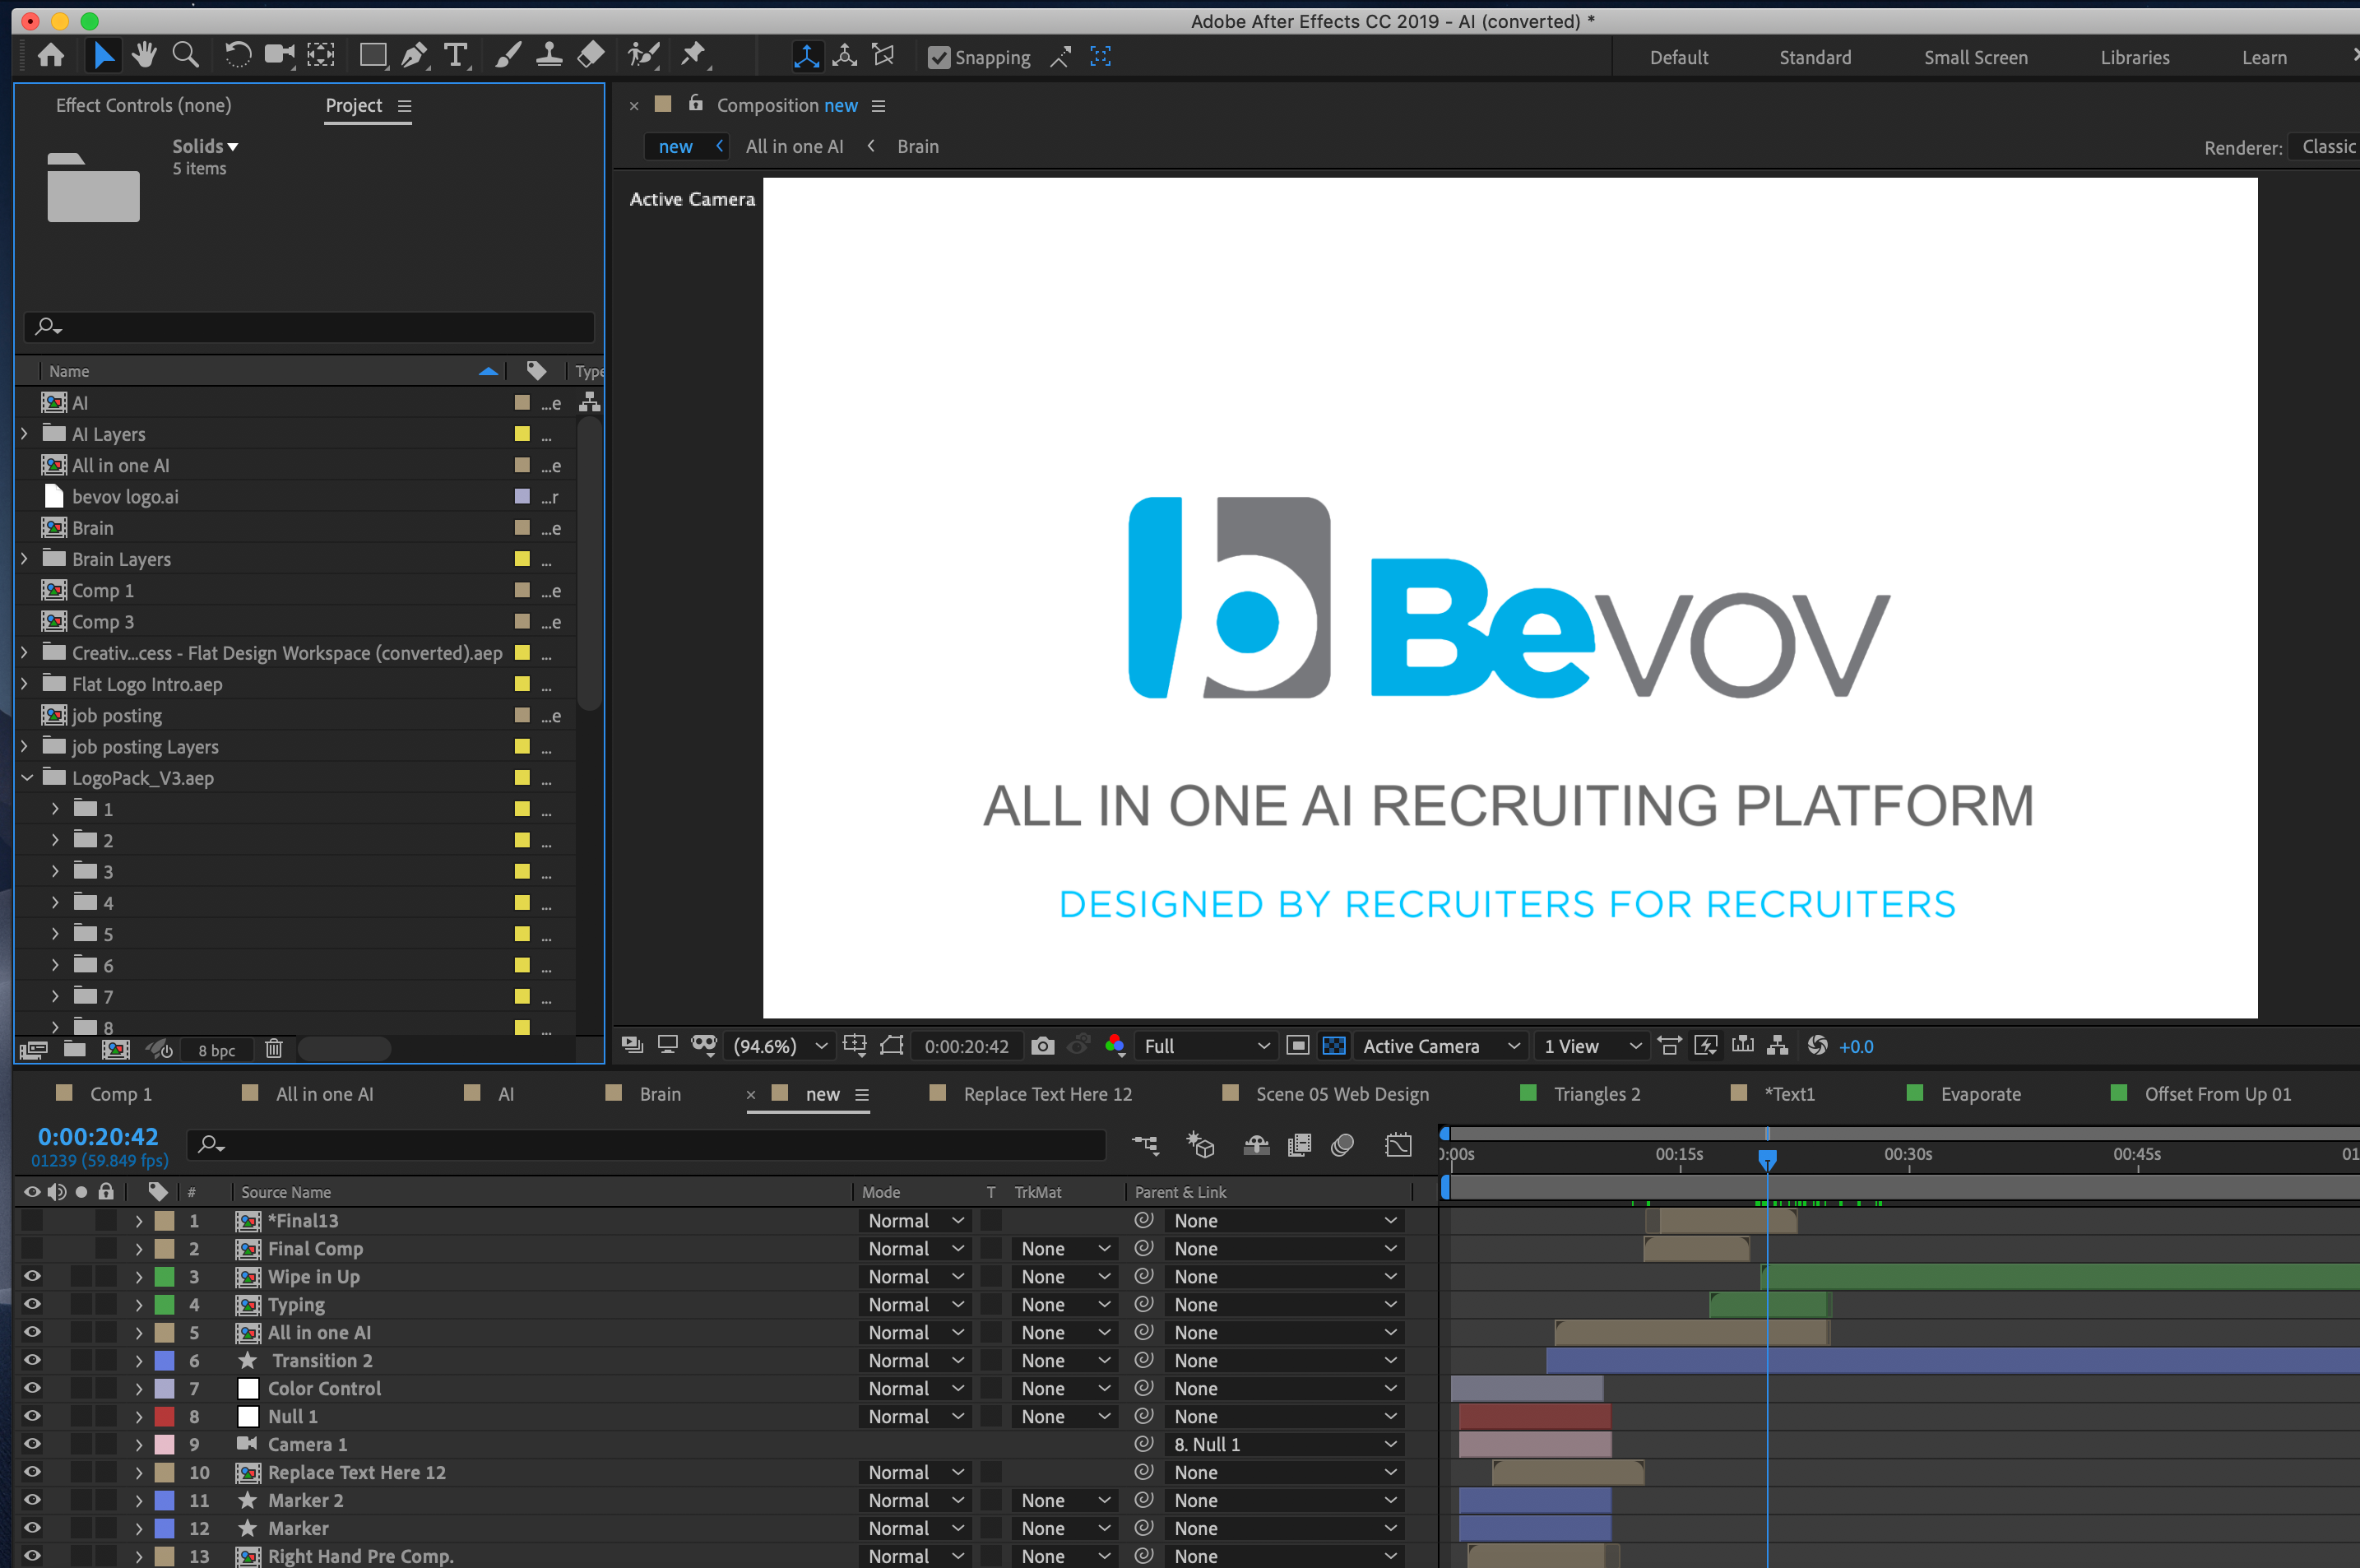 Adobe After Effects CC 2019 - AI (converted) *
Snapping
Default
Standard
Small Screen
Libraries
Learn
Effect Controls (none)
Project
Solids
5 items
Name
Type
AI
...e
AI Layers
...
All in one AI
...e
bevov logo.ai
...r
Brain
...e
Brain Layers
...
Comp 1
...e
Comp 3
...e
Creativ...cess - Flat Design Workspace (converted).aep
...
Flat Logo Intro.aep
...
job posting
...e
job posting Layers
...
LogoPack_V3.aep
...
1
...
2
...
3
...
4
...
5
...
6
...
7
...
8
...
8 bpc
Composition new
new
All in one AI
Brain
Renderer:
Classic
Active Camera
b Bevov
ALL IN ONE AI RECRUITING PLATFORM
DESIGNED BY RECRUITERS FOR RECRUITERS
(94.6%)
0:00:20:42
Full
Active Camera
1 View
+0.0
Comp 1
All in one AI
AI
Brain
new
Replace Text Here 12
Scene 05 Web Design
Triangles 2
*Text1
Evaporate
Offset From Up 01
0:00:20:42
01239 (59.849 fps)
0:00s
00:15s
00:30s
00:45s
01
#
Source Name
Mode
T
TrkMat
Parent & Link
1 *Final13 Normal None
2 Final Comp Normal None None
3 Wipe in Up Normal None None
4 Typing Normal None None
5 All in one AI Normal None None
6 Transition 2 Normal None None
7 Color Control Normal None None
8 Null 1 Normal None None
9 Camera 1 8. Null 1
10 Replace Text Here 12 Normal None
11 Marker 2 Normal None None
12 Marker Normal None None
13 Right Hand Pre Comp. Normal None None